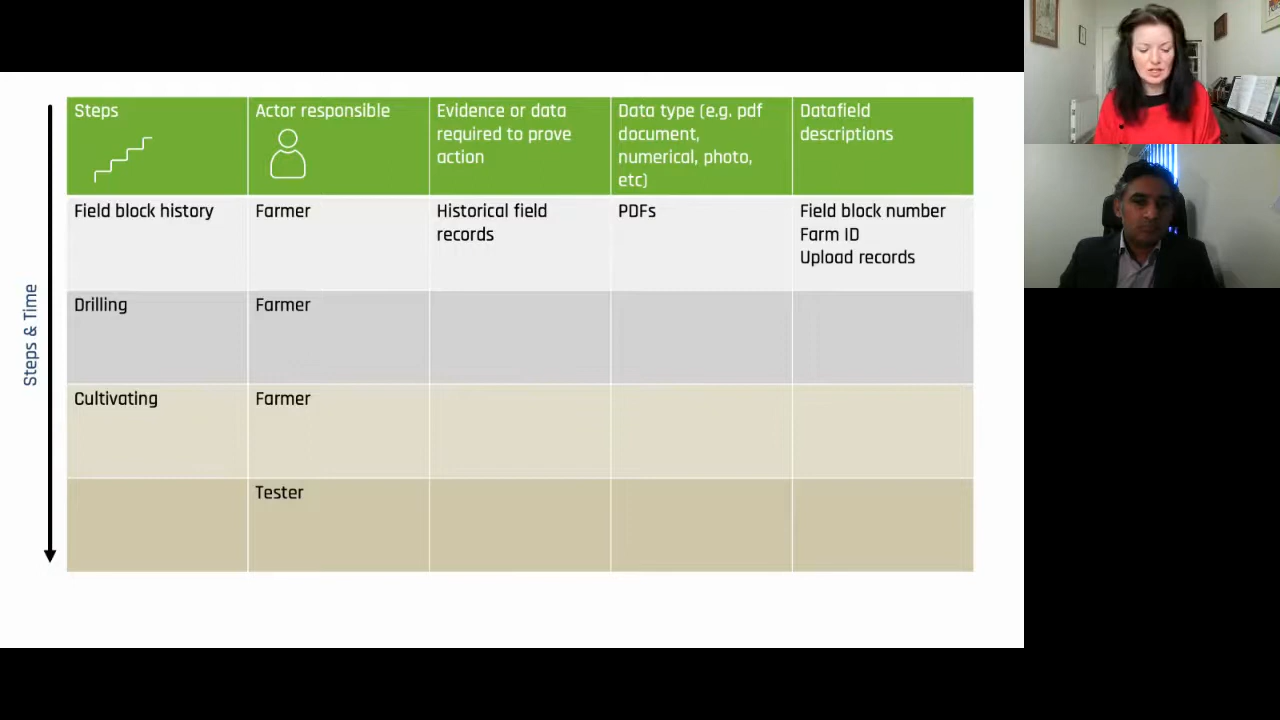 Steps
Actor responsible
Evidence or data
required to prove
action
Data type (e.g. pdf
document,
numerical, photo,
etc)
Datafield
descriptions
Field block history
Farmer
Historical field
records
PDFs
Field block number
Farm ID
Upload records
Drilling
Farmer
Cultivating
Farmer
Tester
Steps & Time